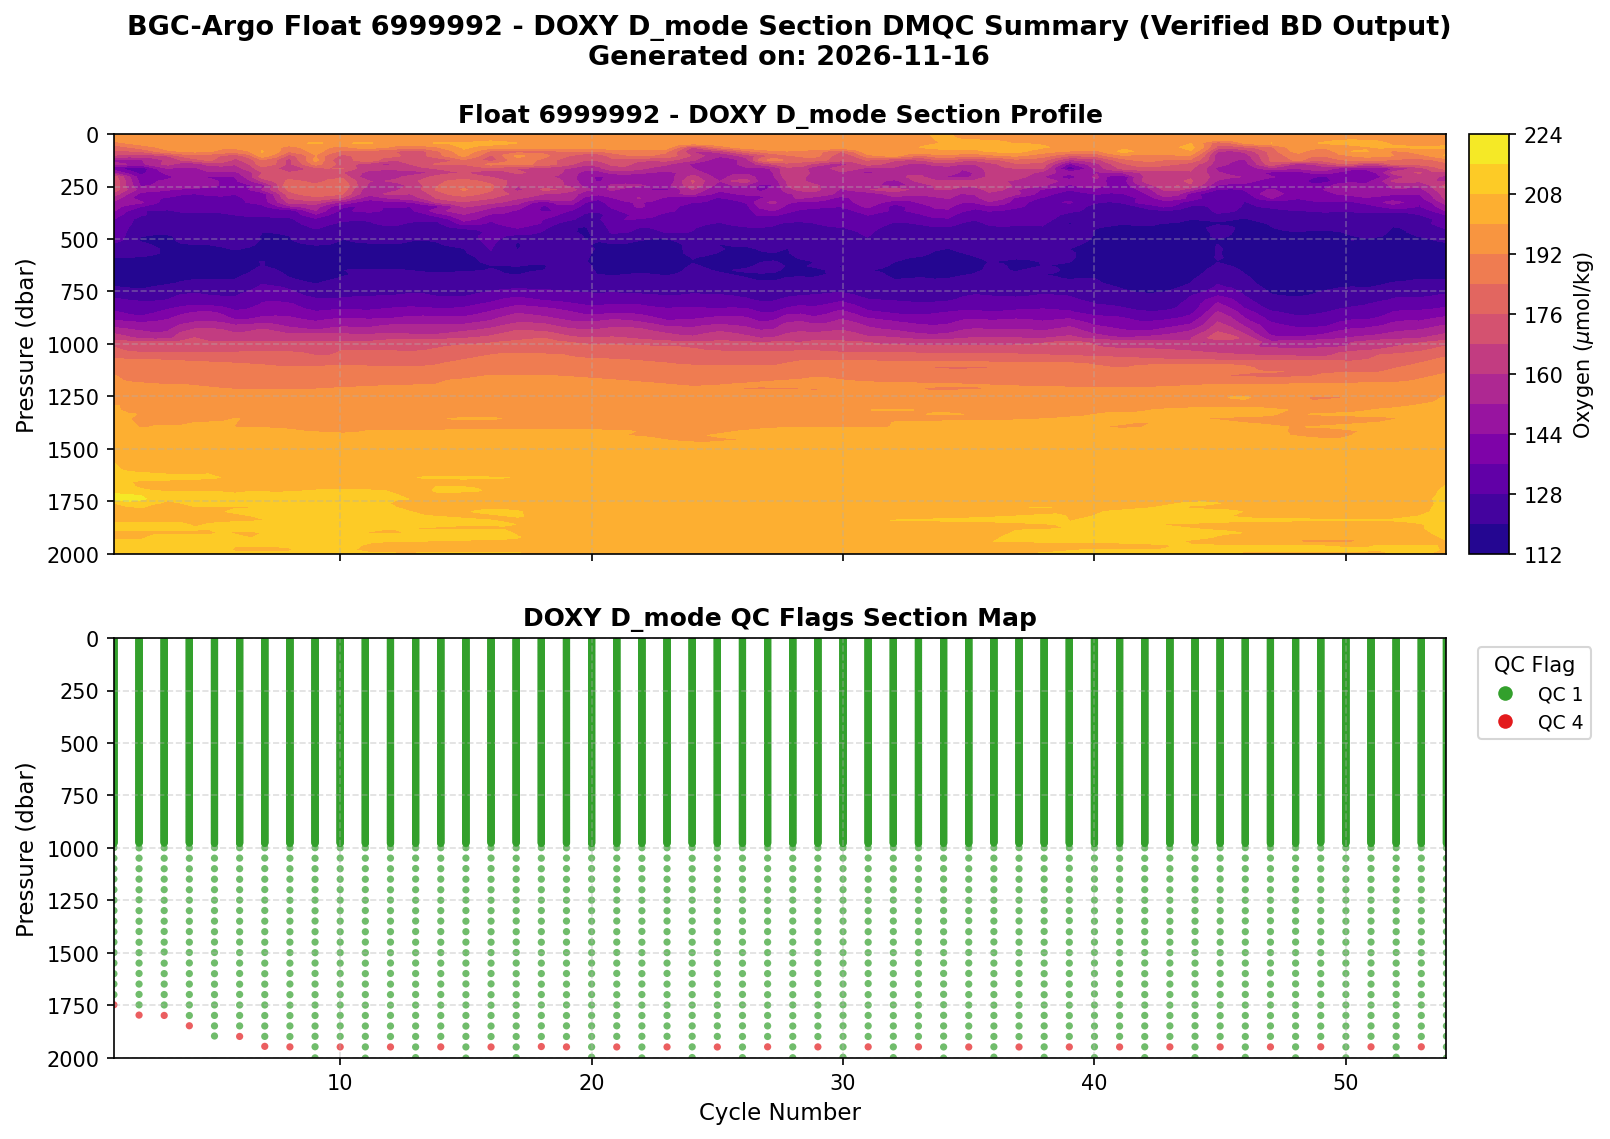 BGC-Argo Float 6999992 - DOXY D_mode Section DMQC Summary (Verified BD Output)
Generated on: 2026-11-16
Float 6999992 - DOXY D_mode Section Profile
Pressure (dbar)
0
250
500
750
1000
1250
1500
1750
2000
224
208
192
176
160
144
128
112
Oxygen (μmol/kg)
DOXY D_mode QC Flags Section Map
Pressure (dbar)
0
250
500
750
1000
1250
1500
1750
2000
10
20
30
40
50
Cycle Number
QC Flag
QC 1
QC 4